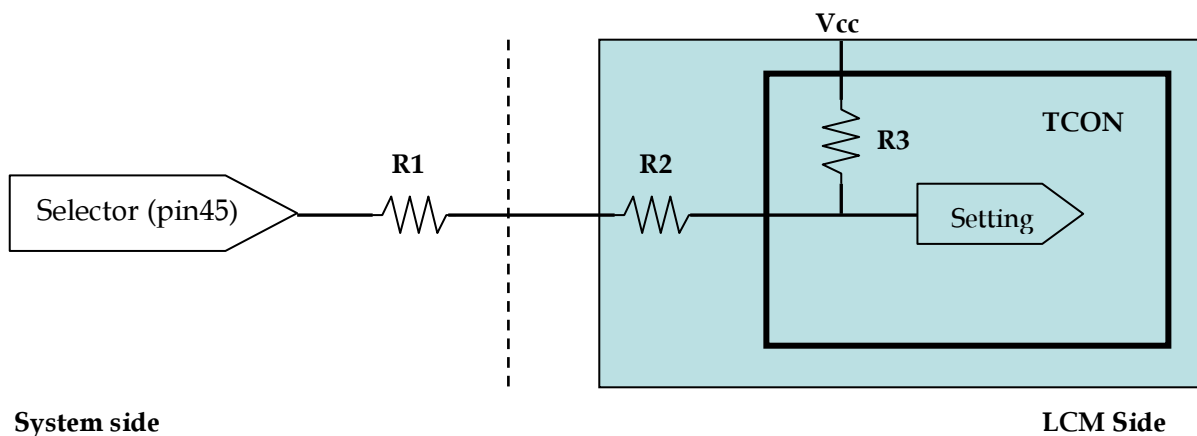 Vcc
TCON
R3
R1
R2
Selector (pin45)
Setting
System side
LCM Side